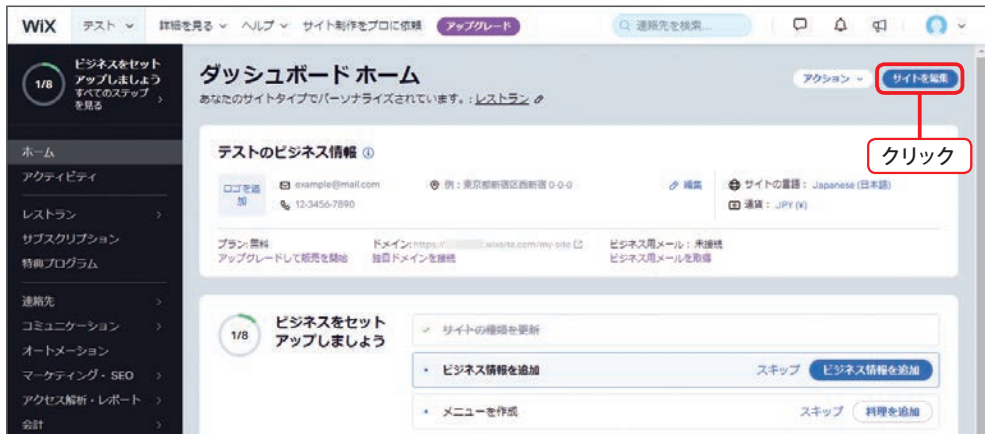 WiX テスト 詳細を見る ヘルプ サイト制作をプロに依頼 アップグレード 連絡先を検索...
1/8
ビジネスをセット
アップしましょう
すべてのステップ
を見る
ダッシュボード ホーム
あなたのサイトタイプでパーソナライズされています。: レストラン
アクション サイトを編集
クリック
ホーム
アクティビティ
レストラン
サブスクリプション
特典プログラム
連絡先
コミュニケーション
オートメーション
マーケティング・SEO
アクセス解析・レポート
会計
テストのビジネス情報
ロゴを追
加
example@mail.com 例:東京都新宿区西新宿 0-0-0 編集 サイトの言語: Japanese (日本語)
12-3456-7890 通貨: JPY (¥)
プラン:無料 ドメイン:https:// .wixsite.com/my-site ビジネス用メール:未接続
アップグレードして販売を開始 独自ドメインを接続 ビジネス用メールを取得
1/8
ビジネスをセット
アップしましょう
サイトの種類を更新
ビジネス情報を追加 スキップ ビジネス情報を追加
メニューを作成 スキップ 料理を追加